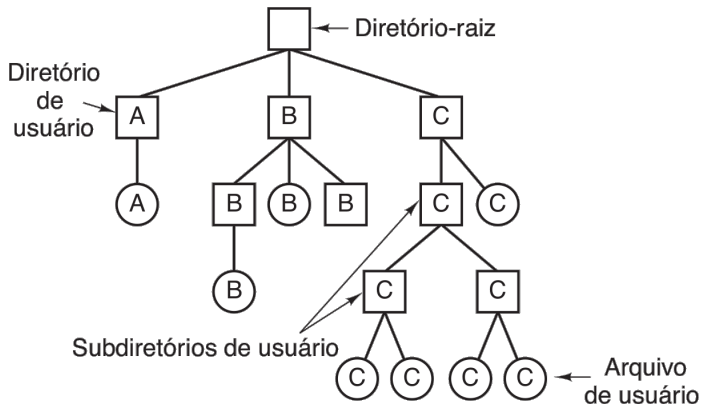 Diretório-raiz
Diretório
de
usuário
A
B
C
A
B
B
B
C
C
B
C
C
Subdiretórios de usuário
C
C
C
C
Arquivo
de usuário